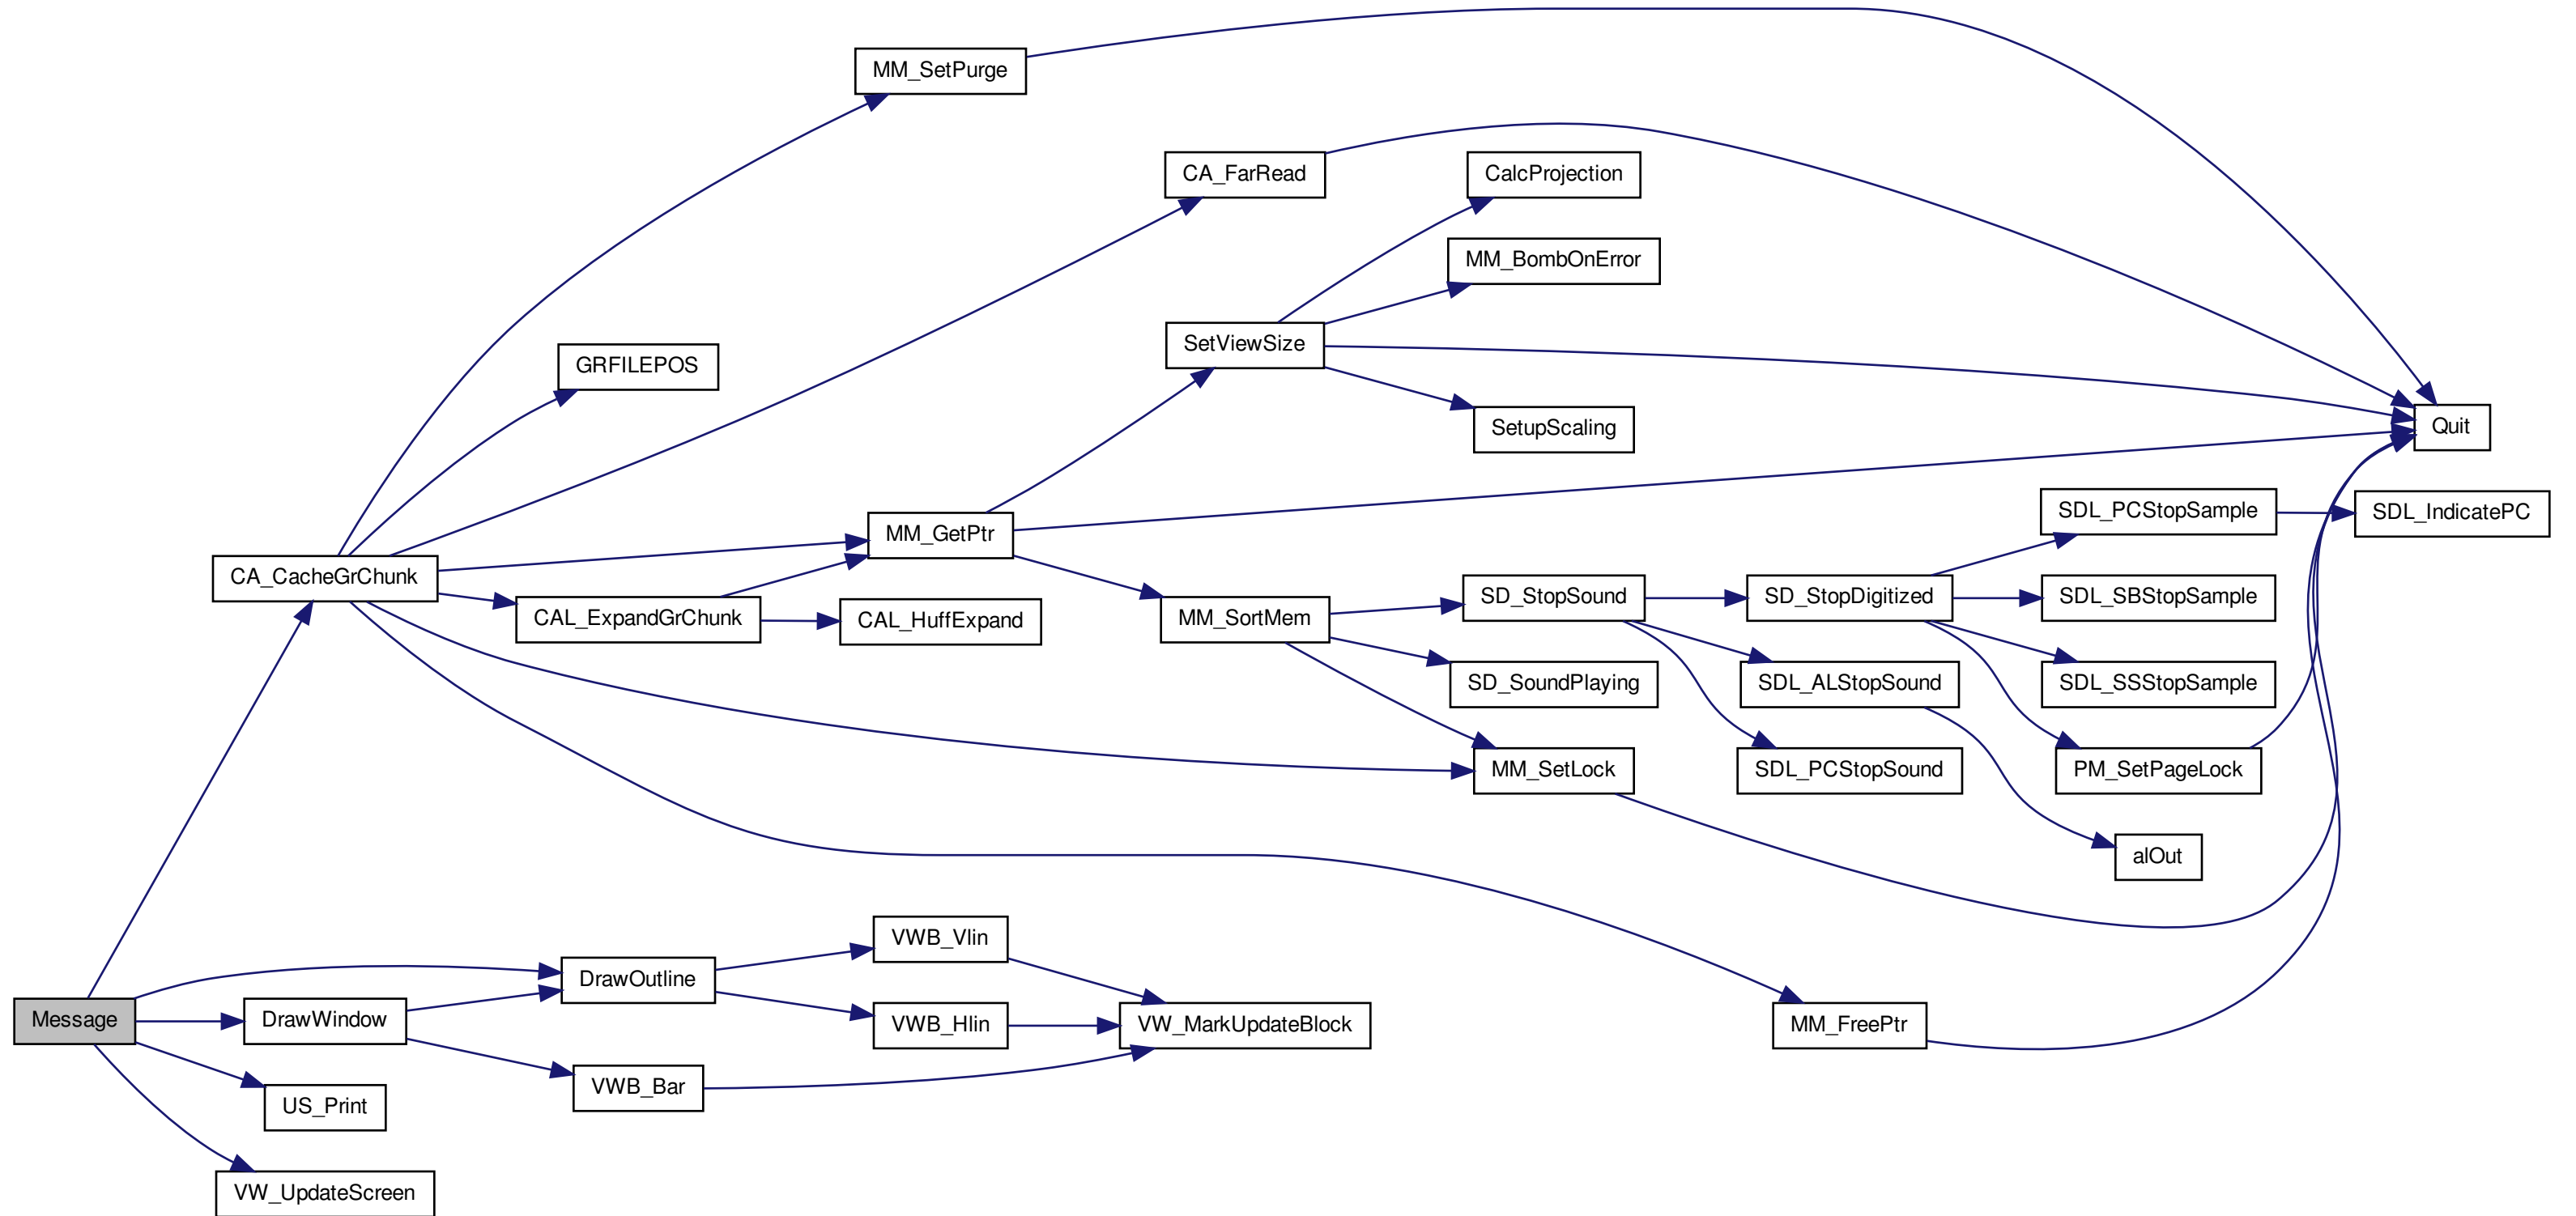 MM_SetPurge
CA_FarRead
CalcProjection
MM_BombOnError
SetViewSize
GRFILEPOS
SetupScaling
Quit
SDL_PCStopSample
SDL_IndicatePC
MM_GetPtr
CA_CacheGrChunk
CAL_ExpandGrChunk
CAL_HuffExpand
MM_SortMem
SD_StopSound
SD_StopDigitized
SDL_SBStopSample
SD_SoundPlaying
SDL_ALStopSound
SDL_SSStopSample
MM_SetLock
SDL_PCStopSound
PM_SetPageLock
alOut
VWB_Vlin
DrawOutline
Message
DrawWindow
VWB_Hlin
VW_MarkUpdateBlock
MM_FreePtr
VWB_Bar
US_Print
VW_UpdateScreen